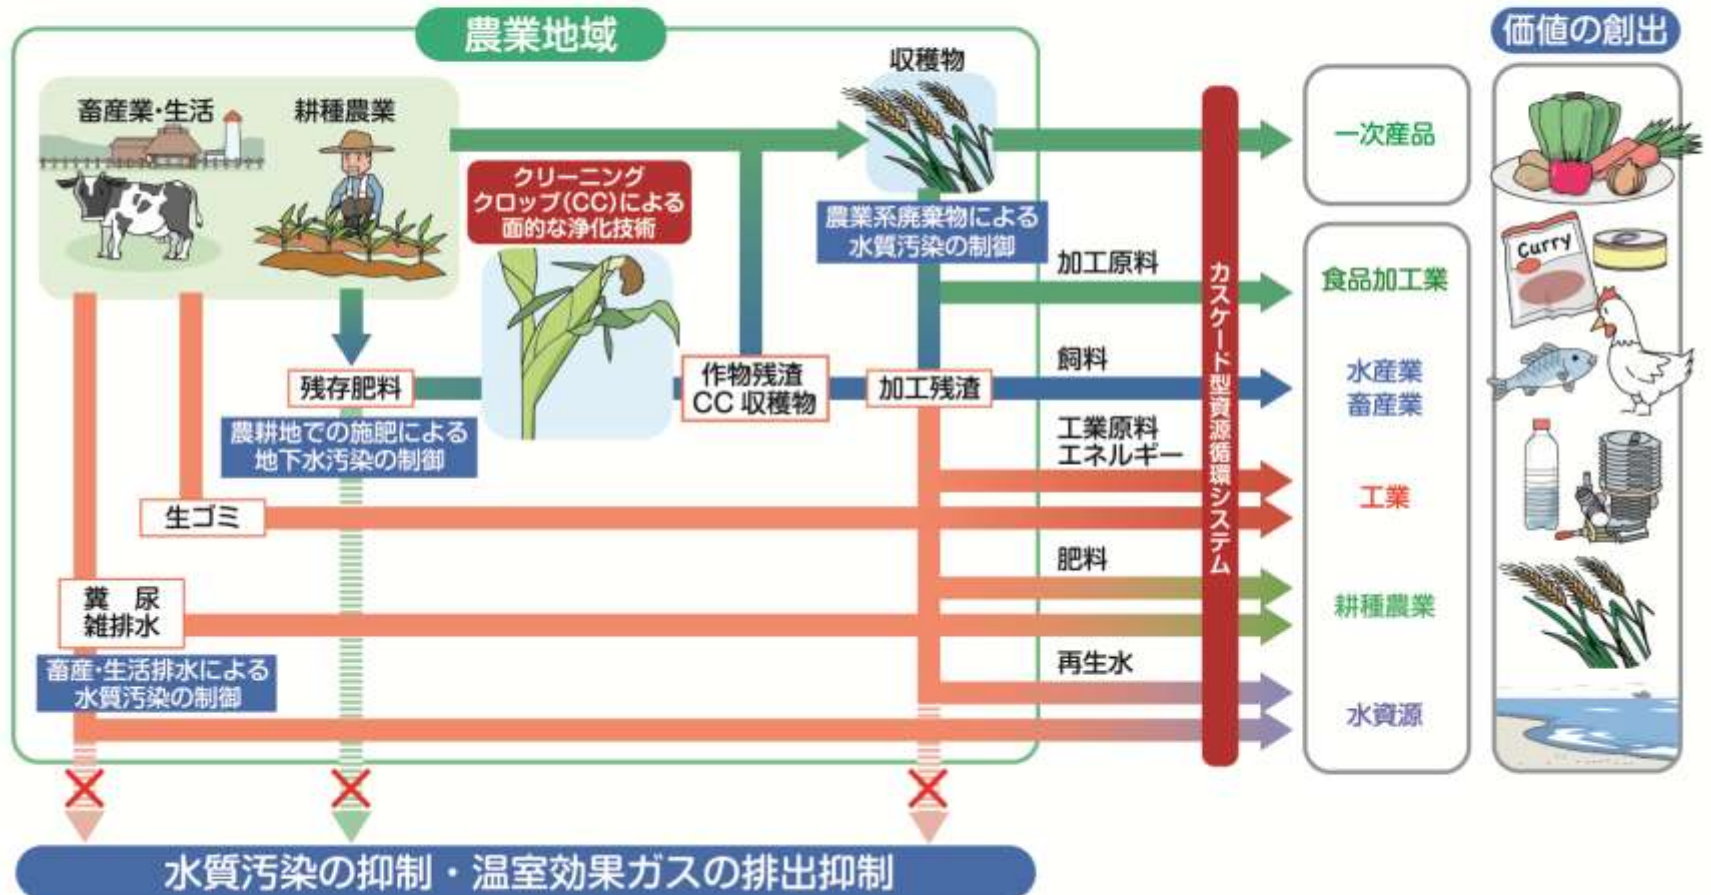 農業地域
価値の創出
畜産業・生活
耕種農業
収穫物
クリーニング
クロップ(CC)による
面的な浄化技術
農業系廃棄物による
水質汚染の制御
一次産品
加工原料
食品加工業
Curry
残存肥料
作物残渣
CC 収穫物
加工残渣
飼料
水産業
畜産業
農耕地での施肥による
地下水汚染の制御
工業原料
エネルギー
工業
生ゴミ
肥料
耕種農業
糞 尿
雑排水
畜産・生活排水による
水質汚染の制御
再生水
水資源
カスケード型資源循環システム
水質汚染の抑制・温室効果ガスの排出抑制